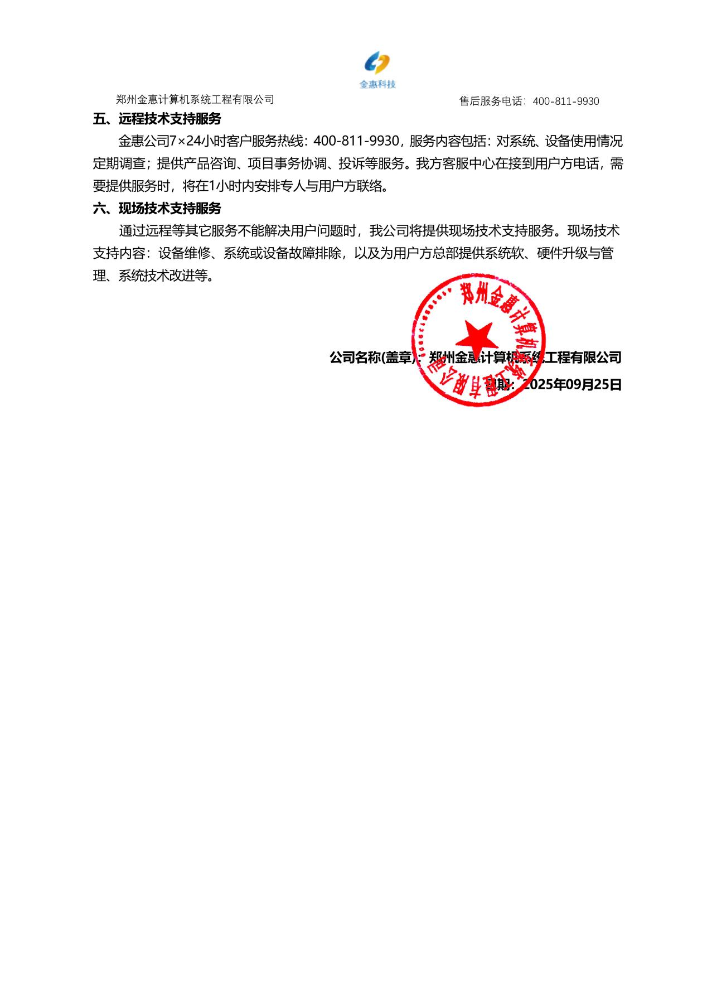 金惠科技
郑州金惠计算机系统工程有限公司
售后服务电话：400-811-9930
五、远程技术支持服务
金惠公司7×24小时客户服务热线：400-811-9930，服务内容包括：对系统、设备使用情况
定期调查；提供产品咨询、项目事务协调、投诉等服务。我方客服中心在接到用户方电话，需
要提供服务时，将在1小时内安排专人与用户方联络。
六、现场技术支持服务
通过远程等其它服务不能解决用户问题时，我公司将提供现场技术支持服务。现场技术
支持内容：设备维修、系统或设备故障排除，以及为用户方总部提供系统软、硬件升级与管
理、系统技术改进等。
郑州金惠计算机系统工程有限公司
公司名称(盖章)：郑州金惠计算机系统工程有限公司
日期：2025年09月25日